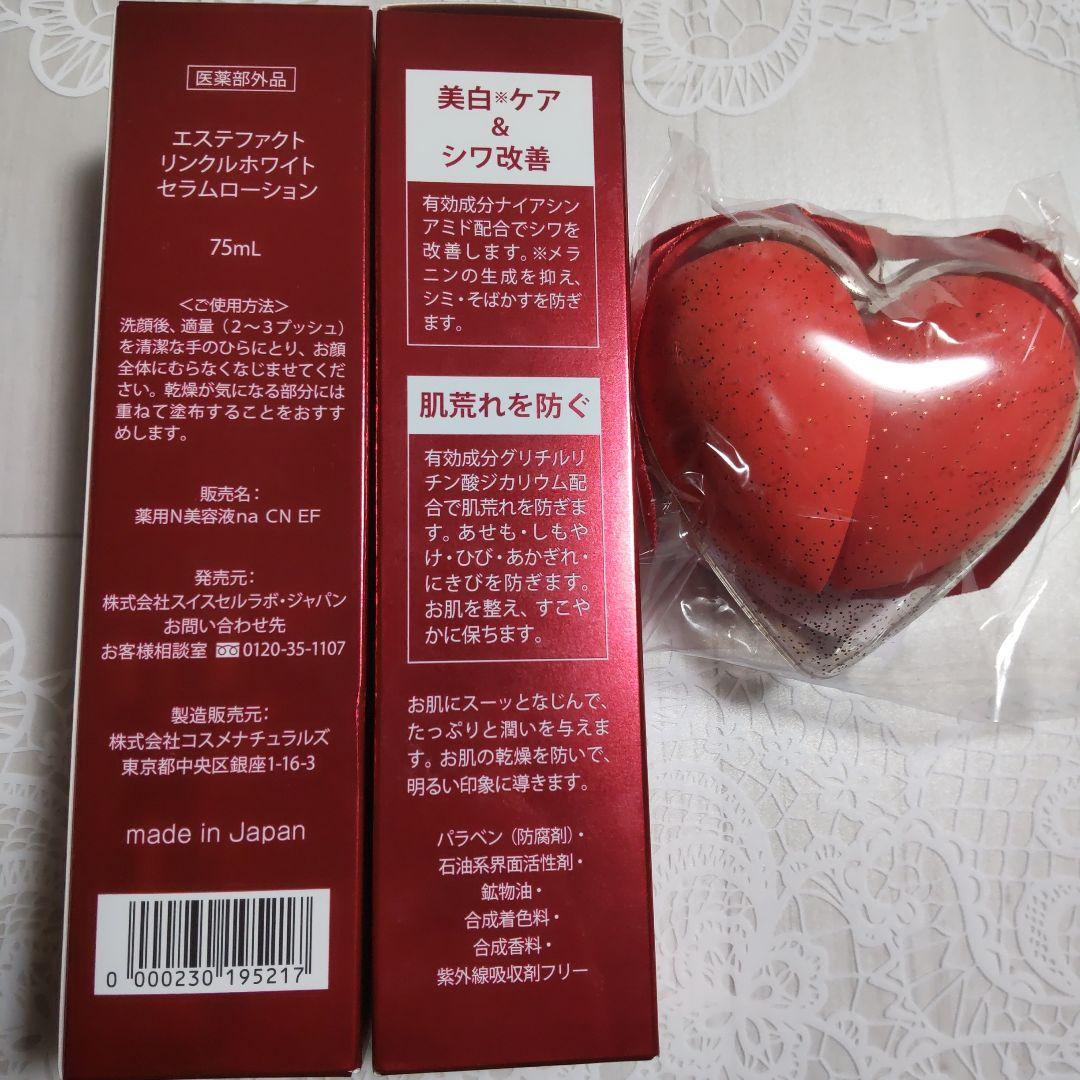 医薬部外品
エステファクト
リンクルホワイト
セラムローション
75mL
＜ご使用方法＞
洗顔後、適量（2～3プッシュ）
を清潔な手のひらにとり、お顔
全体にむらなくなじませてくだ
さい。乾燥が気になる部分には
重ねて塗布することをおすす
めします。
販売名：
薬用N美容液na CN EF
発売元：
株式会社スイスセルラボ・ジャパン
お問い合わせ先
お客様相談室 0120-35-1107
製造販売元：
株式会社コスメナチュラルズ
東京都中央区銀座1-16-3
made in Japan
0 000230 195217
美白※ケア
&
シワ改善
有効成分ナイアシン
アミド配合でシワを
改善します。※メラ
ニンの生成を抑え、
シミ・そばかすを防ぎ
ます。
肌荒れを防ぐ
有効成分グリチルリ
チン酸ジカリウム配
合で肌荒れを防ぎま
す。あせも・しもや
け・ひび・あかぎれ・
にきびを防ぎます。
お肌を整え、すこや
かに保ちます。
お肌にスーッとなじんで、
たっぷりと潤いを与えま
す。お肌の乾燥を防いで、
明るい印象に導きます。
パラベン（防腐剤）・
石油系界面活性剤・
鉱物油・
合成着色料・
合成香料・
紫外線吸収剤フリー